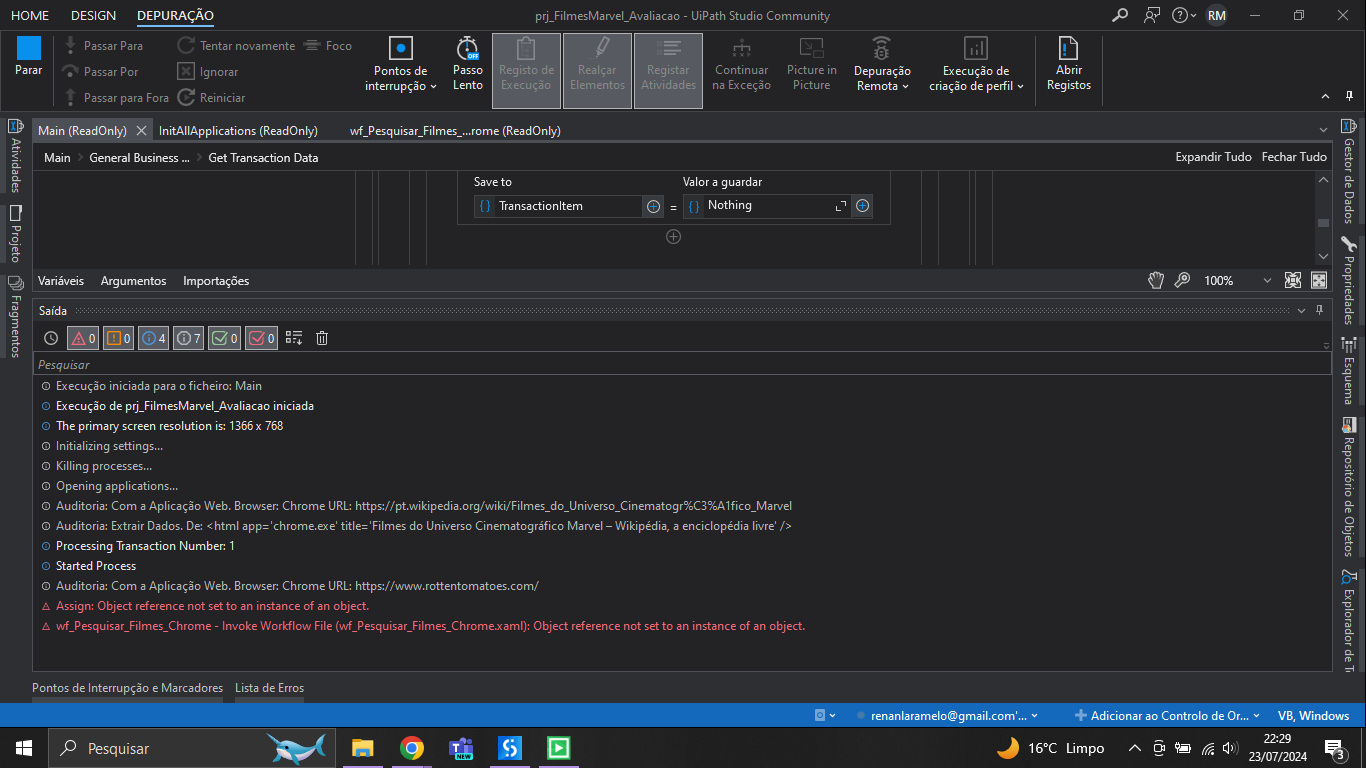 HOME DESIGN DEPURAÇÃO prj_FilmesMarvel_Avaliacao - UiPath Studio Community RM
Parar
Passar Para
Passar Por
Passar para Fora
Tentar novamente
Ignorar
Reiniciar
Foco
Pontos de
interrupção
OFF
Passo
Lento
Registo de
Execução
Realçar
Elementos
Registar
Atividades
Continuar
na Exceção
Picture in
Picture
Depuração
Remota
Execução de
criação de perfil
Abrir
Registos
Main (ReadOnly) InitAllApplications (ReadOnly) wf_Pesquisar_Filmes_...rome (ReadOnly)
Main General Business ... Get Transaction Data Expandir Tudo Fechar Tudo
Atividades
Projeto
Fragmentos
Save to Valor a guardar
TransactionItem = Nothing
Variáveis Argumentos Importações 100%
Saída
0 0 4 7 0 0
Pesquisar
Execução iniciada para o ficheiro: Main
Execução de prj_FilmesMarvel_Avaliacao iniciada
The primary screen resolution is: 1366 x 768
Initializing settings...
Killing processes...
Opening applications...
Auditoria: Com a Aplicação Web. Browser: Chrome URL: https://pt.wikipedia.org/wiki/Filmes_do_Universo_Cinematogr%C3%A1fico_Marvel
Auditoria: Extrair Dados. De: <html app='chrome.exe' title='Filmes do Universo Cinematográfico Marvel – Wikipédia, a enciclopédia livre' />
Processing Transaction Number: 1
Started Process
Auditoria: Com a Aplicação Web. Browser: Chrome URL: https://www.rottentomatoes.com/
Assign: Object reference not set to an instance of an object.
wf_Pesquisar_Filmes_Chrome - Invoke Workflow File (wf_Pesquisar_Filmes_Chrome.xaml): Object reference not set to an instance of an object.
Gestor de Dados
Propriedades
Esquema
Repositório de Objetos
Explorador de T
Pontos de Interrupção e Marcadores Lista de Erros
renanlaramelo@gmail.com'... Adicionar ao Controlo de Or... VB, Windows
Pesquisar
NEW
16°C Limpo
22:29
23/07/2024
3